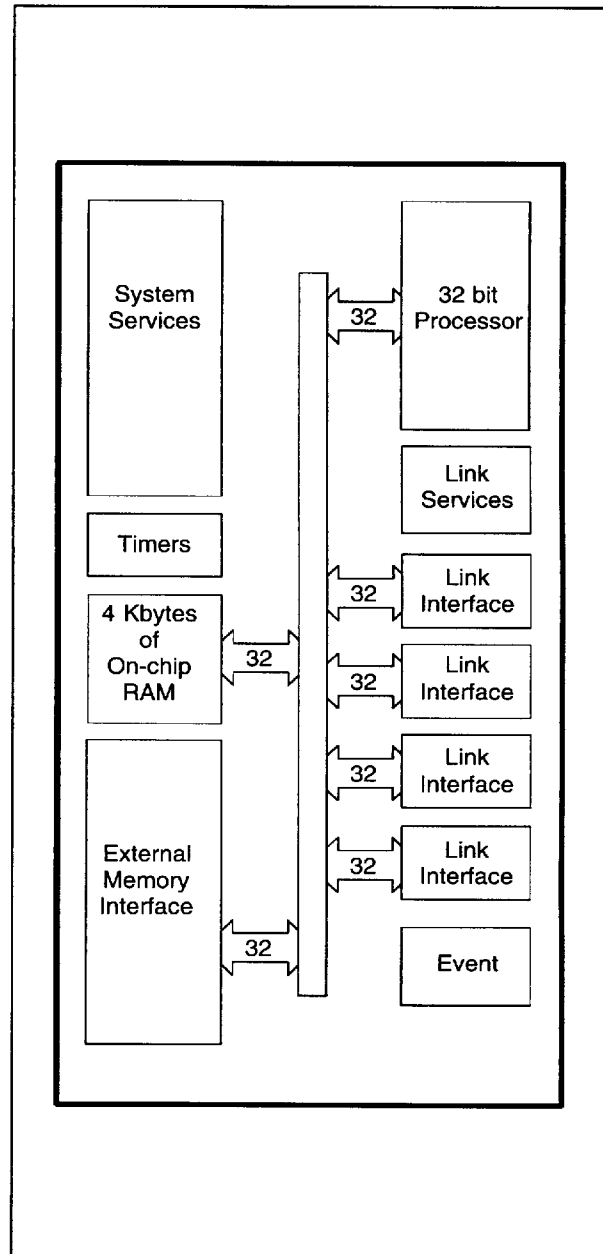 System
Services
32 bit
Processor
32
Link
Services
Timers
Link
Interface
32
4 Kbytes
of
On-chip
RAM
32
Link
Interface
32
Link
Interface
32
External
Memory
Interface
32
Link
Interface
32
Event